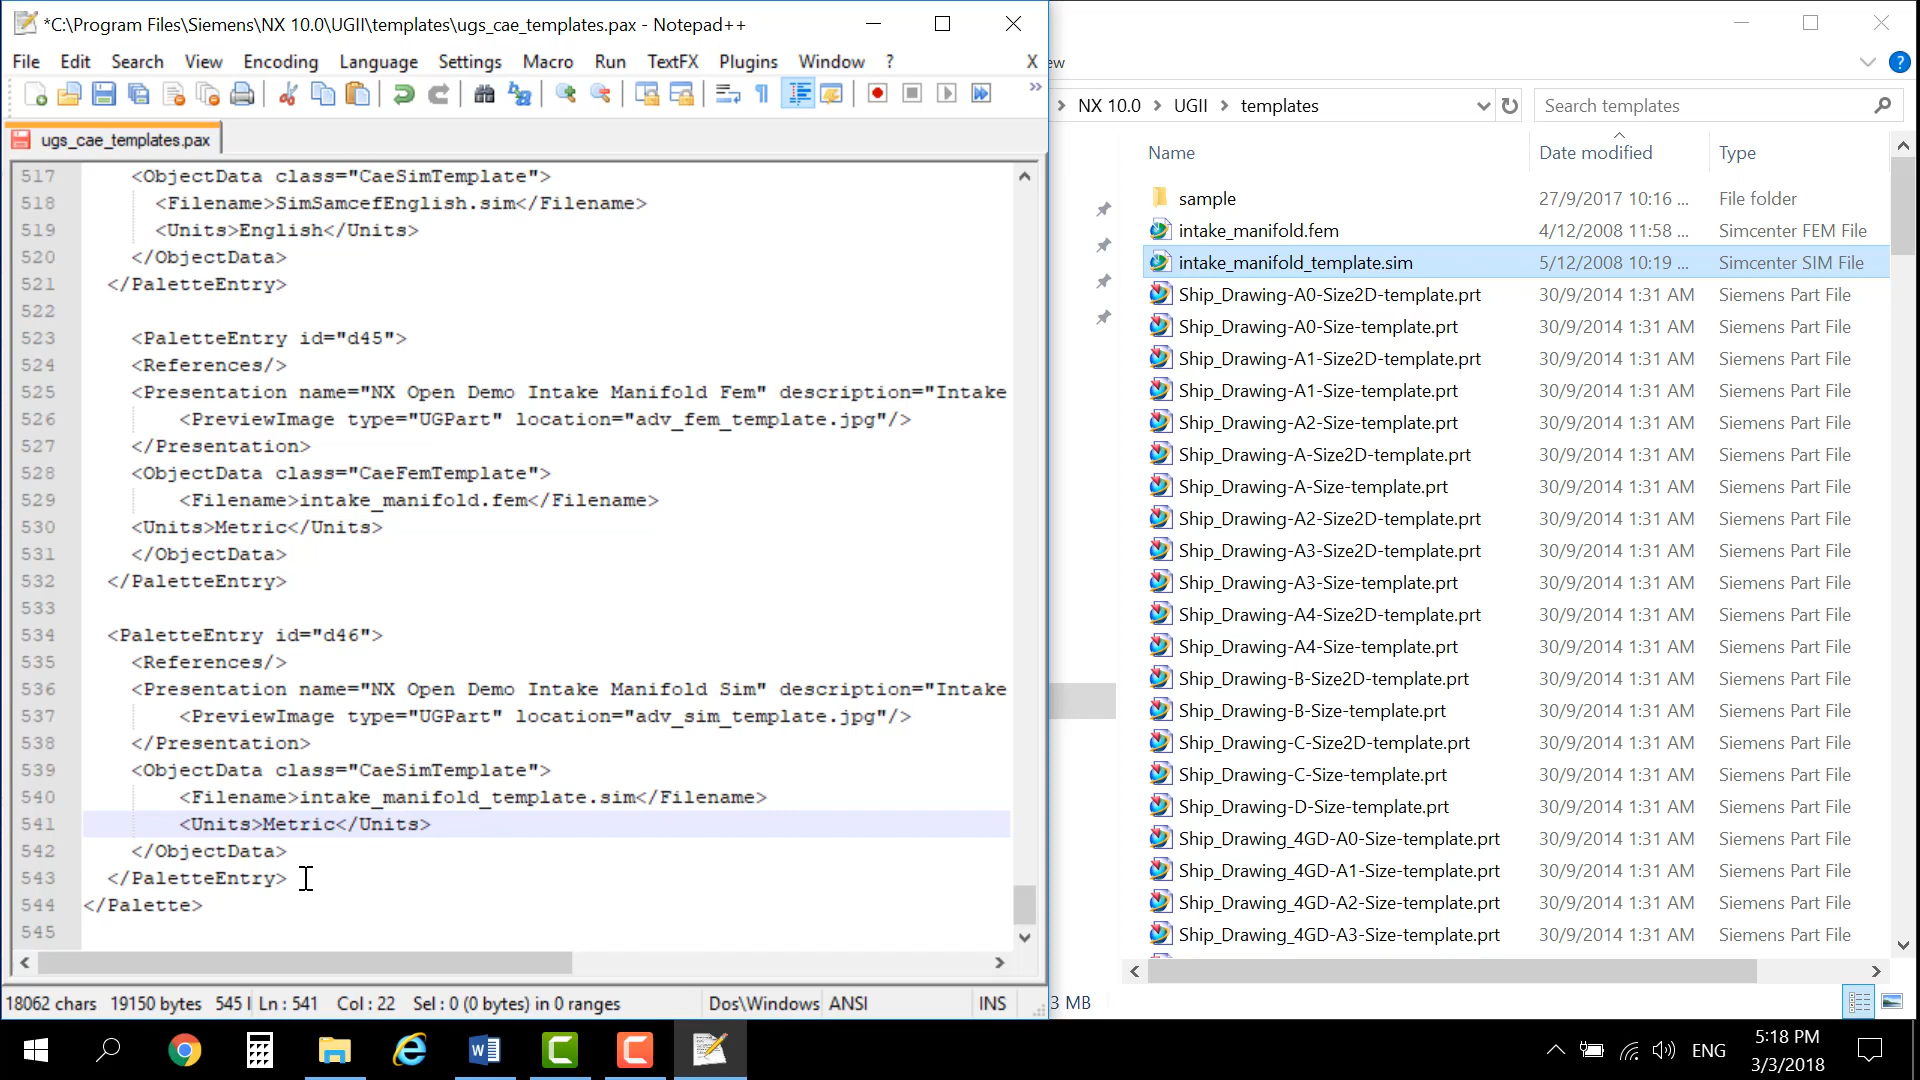 *C:\Program Files\Siemens\NX 10.0\UGII\templates\ugs_cae_templates.pax - Notepad++
File Edit Search View Encoding Language Settings Macro Run TextFX Plugins Window ? X
ugs_cae_templates.pax
517 <ObjectData class="CaeSimTemplate">
518 <Filename>SimSamcefEnglish.sim</Filename>
519 <Units>English</Units>
520 </ObjectData>
521 </PaletteEntry>
522
523 <PaletteEntry id="d45">
524 <References/>
525 <Presentation name="NX Open Demo Intake Manifold Fem" description="Intake
526 <PreviewImage type="UGPart" location="adv_fem_template.jpg"/>
527 </Presentation>
528 <ObjectData class="CaeFemTemplate">
529 <Filename>intake_manifold.fem</Filename>
530 <Units>Metric</Units>
531 </ObjectData>
532 </PaletteEntry>
533
534 <PaletteEntry id="d46">
535 <References/>
536 <Presentation name="NX Open Demo Intake Manifold Sim" description="Intake
537 <PreviewImage type="UGPart" location="adv_sim_template.jpg"/>
538 </Presentation>
539 <ObjectData class="CaeSimTemplate">
540 <Filename>intake_manifold_template.sim</Filename>
541 <Units>Metric</Units>
542 </ObjectData>
543 </PaletteEntry>
544 </Palette>
545
18062 chars 19150 bytes 545 l Ln : 541 Col : 22 Sel : 0 (0 bytes) in 0 ranges Dos\Windows ANSI INS
ew
NX 10.0 > UGII > templates
Search templates
Name Date modified Type
sample 27/9/2017 10:16 ... File folder
intake_manifold.fem 4/12/2008 11:58 ... Simcenter FEM File
intake_manifold_template.sim 5/12/2008 10:19 ... Simcenter SIM File
Ship_Drawing-A0-Size2D-template.prt 30/9/2014 1:31 AM Siemens Part File
Ship_Drawing-A0-Size-template.prt 30/9/2014 1:31 AM Siemens Part File
Ship_Drawing-A1-Size2D-template.prt 30/9/2014 1:31 AM Siemens Part File
Ship_Drawing-A1-Size-template.prt 30/9/2014 1:31 AM Siemens Part File
Ship_Drawing-A2-Size-template.prt 30/9/2014 1:31 AM Siemens Part File
Ship_Drawing-A-Size2D-template.prt 30/9/2014 1:31 AM Siemens Part File
Ship_Drawing-A-Size-template.prt 30/9/2014 1:31 AM Siemens Part File
Ship_Drawing-A2-Size2D-template.prt 30/9/2014 1:31 AM Siemens Part File
Ship_Drawing-A3-Size2D-template.prt 30/9/2014 1:31 AM Siemens Part File
Ship_Drawing-A3-Size-template.prt 30/9/2014 1:31 AM Siemens Part File
Ship_Drawing-A4-Size2D-template.prt 30/9/2014 1:31 AM Siemens Part File
Ship_Drawing-A4-Size-template.prt 30/9/2014 1:31 AM Siemens Part File
Ship_Drawing-B-Size2D-template.prt 30/9/2014 1:31 AM Siemens Part File
Ship_Drawing-B-Size-template.prt 30/9/2014 1:31 AM Siemens Part File
Ship_Drawing-C-Size2D-template.prt 30/9/2014 1:31 AM Siemens Part File
Ship_Drawing-C-Size-template.prt 30/9/2014 1:31 AM Siemens Part File
Ship_Drawing-D-Size-template.prt 30/9/2014 1:31 AM Siemens Part File
Ship_Drawing_4GD-A0-Size-template.prt 30/9/2014 1:31 AM Siemens Part File
Ship_Drawing_4GD-A1-Size-template.prt 30/9/2014 1:31 AM Siemens Part File
Ship_Drawing_4GD-A2-Size-template.prt 30/9/2014 1:31 AM Siemens Part File
Ship_Drawing_4GD-A3-Size-template.prt 30/9/2014 1:31 AM Siemens Part File
3 MB
ENG
5:18 PM
3/3/2018